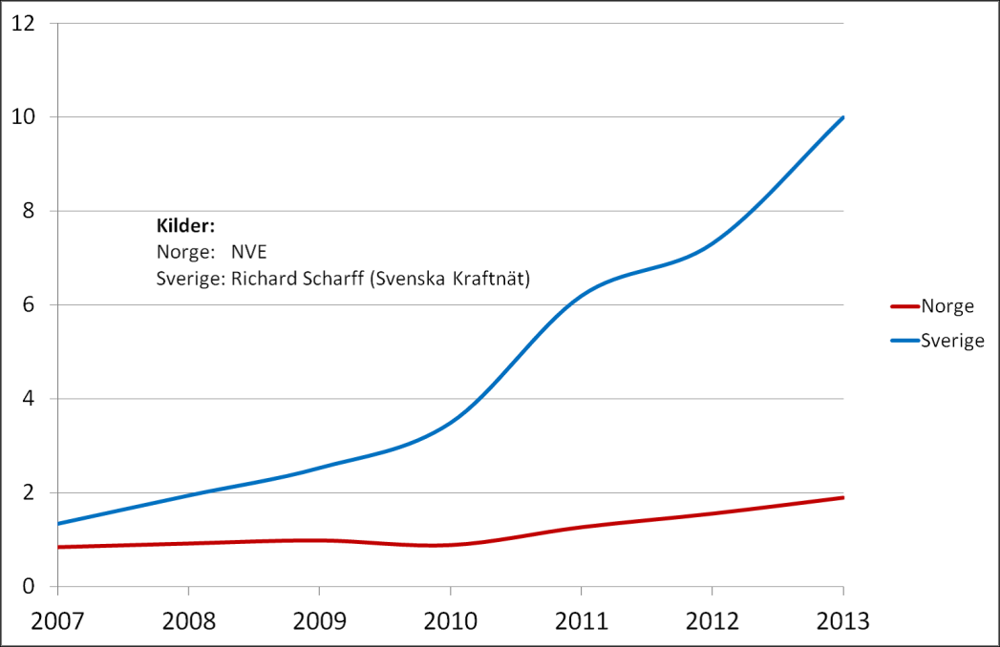 12
10
8
6
4
2
0
Kilder:
Norge: NVE
Sverige: Richard Scharff (Svenska Kraftnät)
Norge
Sverige
2007 2008 2009 2010 2011 2012 2013